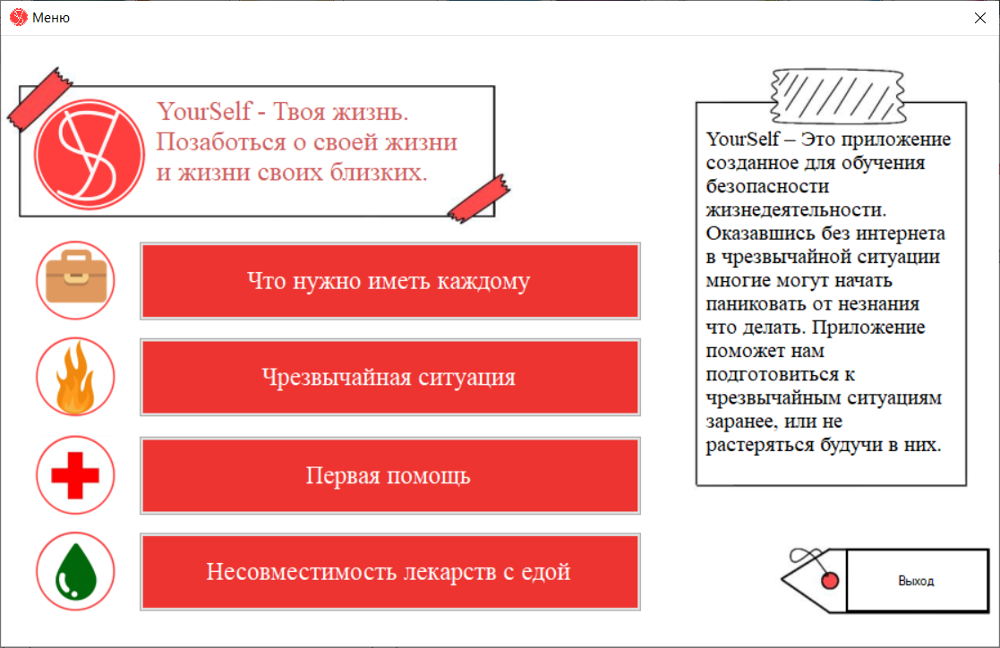 Меню
YourSelf - Твоя жизнь.
Позаботься о своей жизни
и жизни своих близких.
Что нужно иметь каждому
Чрезвычайная ситуация
Первая помощь
Несовместимость лекарств с едой
YourSelf – Это приложение
созданное для обучения
безопасности
жизнедеятельности.
Оказавшись без интернета
в чрезвычайной ситуации
многие могут начать
паниковать от незнания
что делать. Приложение
поможет нам
подготовиться к
чрезвычайным ситуациям
заранее, или не
растеряться будучи в них.
Выход